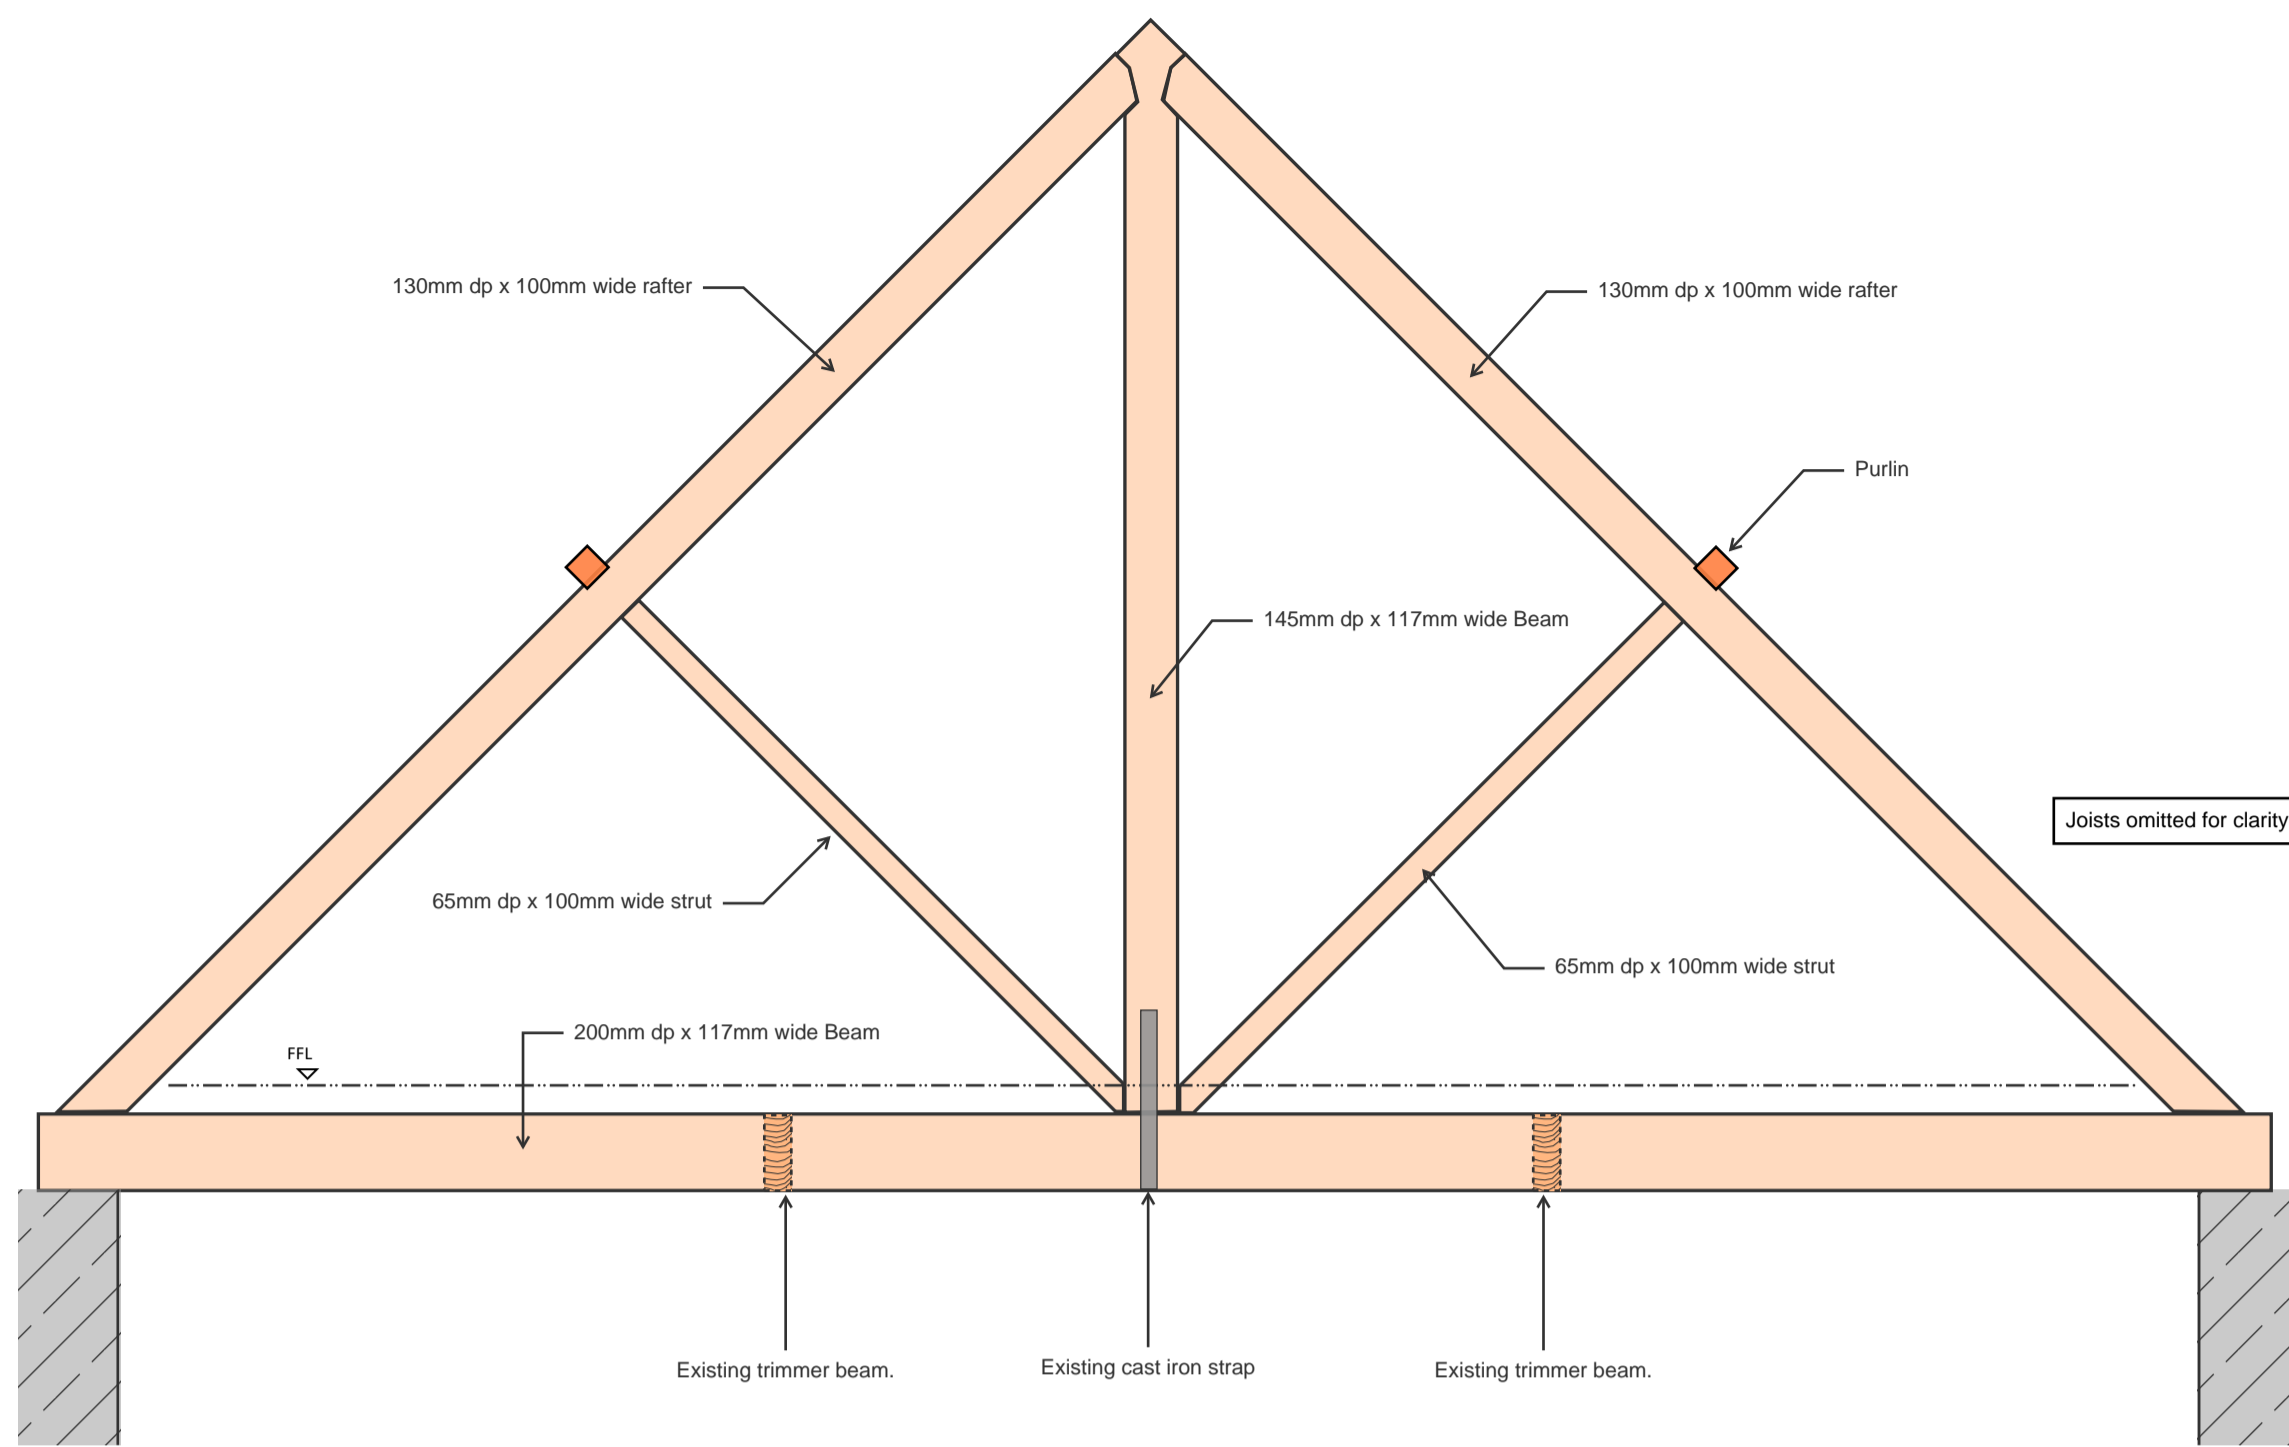 130mm dp x 100mm wide rafter
130mm dp x 100mm wide rafter
Purlin
145mm dp x 117mm wide Beam
Joists omitted for clarity
65mm dp x 100mm wide strut
65mm dp x 100mm wide strut
200mm dp x 117mm wide Beam
FFL
Existing trimmer beam.
Existing cast iron strap
Existing trimmer beam.